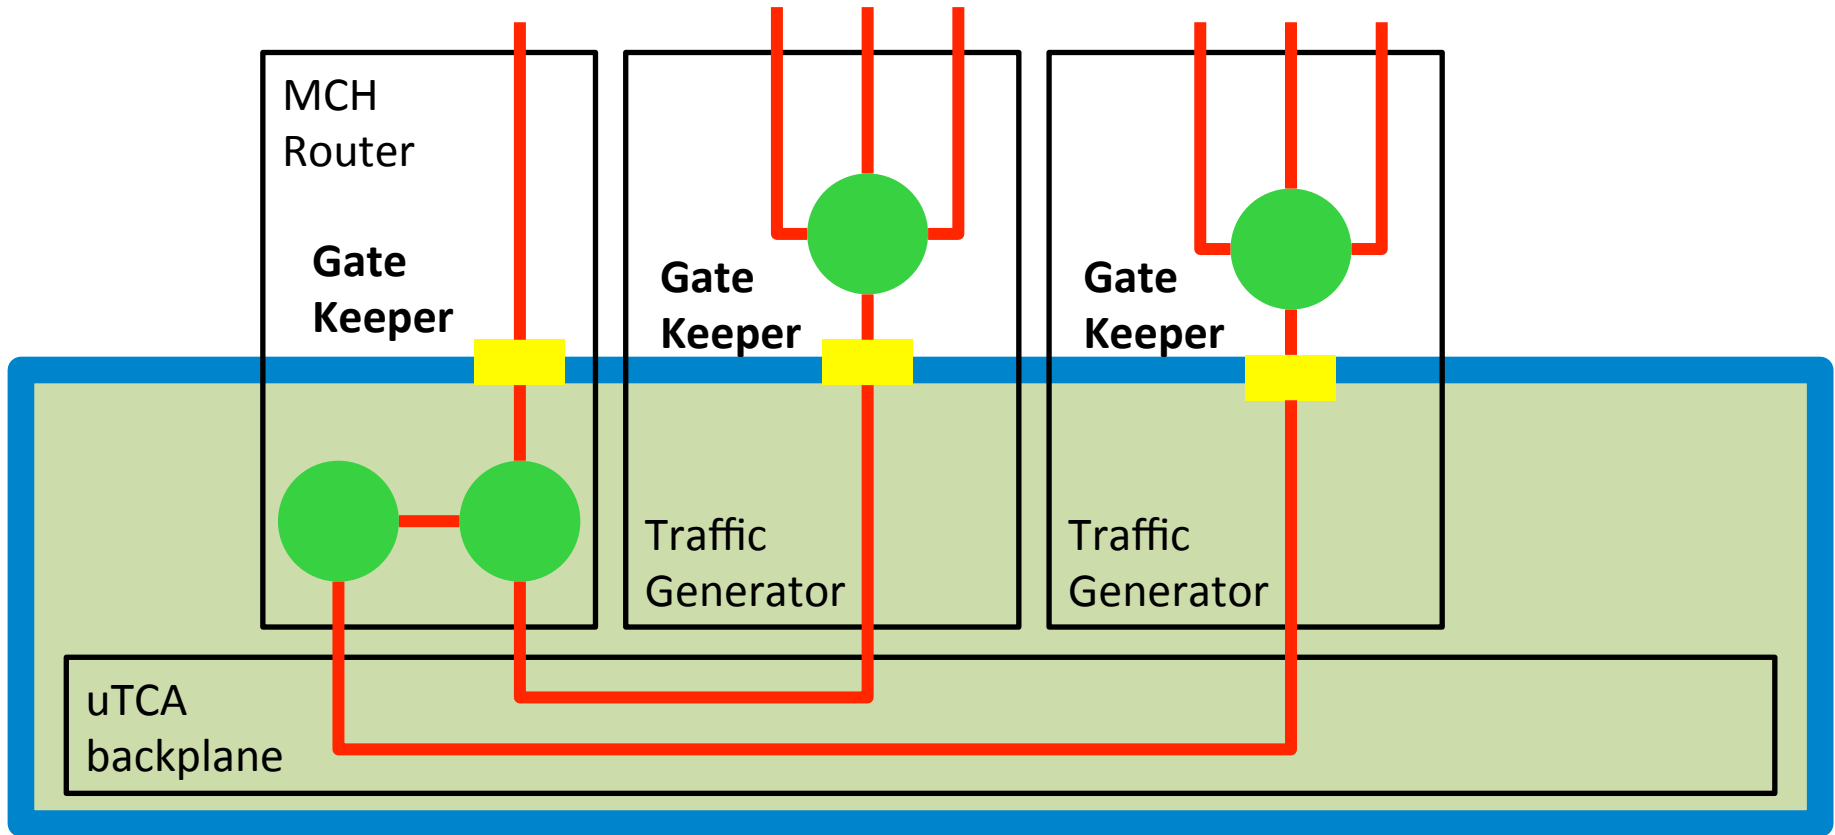 MCH
Router
Gate
Keeper
Gate
Keeper
Gate
Keeper
Traffic
Generator
Traffic
Generator
uTCA
backplane